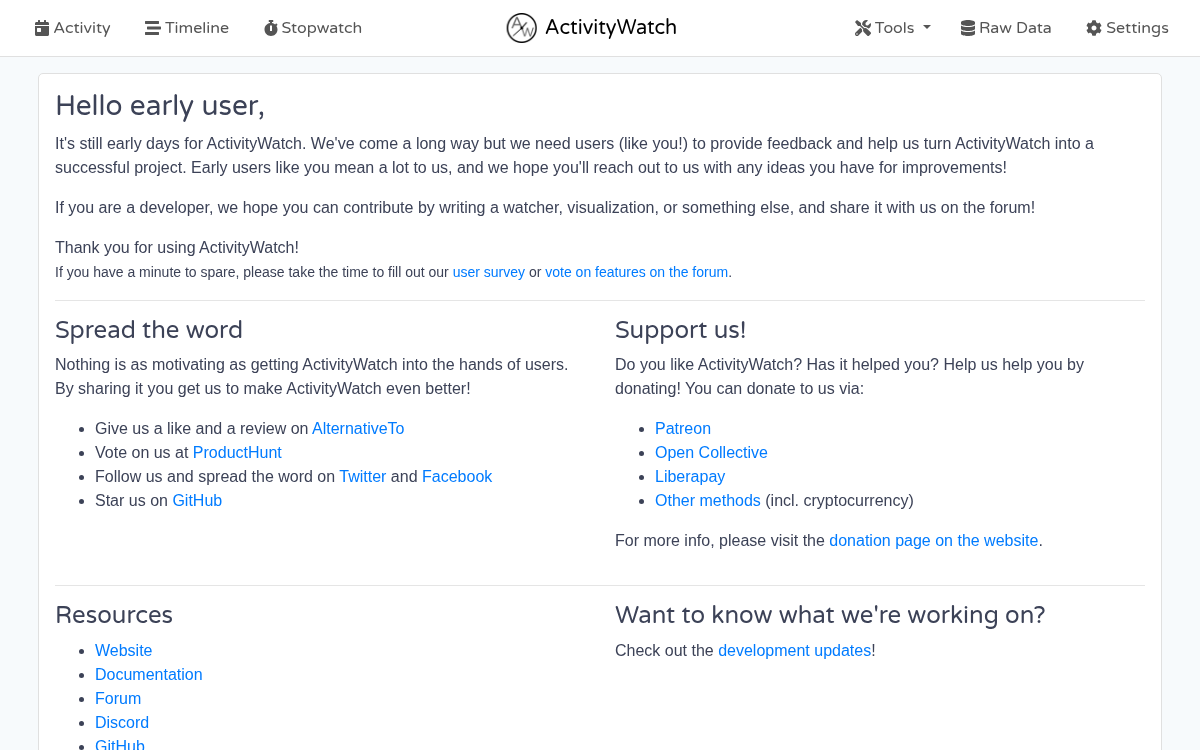 Activity
Timeline
Stopwatch
ActivityWatch
Tools
Raw Data
Settings
Hello early user,
It's still early days for ActivityWatch. We've come a long way but we need users (like you!) to provide feedback and help us turn ActivityWatch into a
successful project. Early users like you mean a lot to us, and we hope you'll reach out to us with any ideas you have for improvements!
If you are a developer, we hope you can contribute by writing a watcher, visualization, or something else, and share it with us on the forum!
Thank you for using ActivityWatch!
If you have a minute to spare, please take the time to fill out our user survey or vote on features on the forum.
Spread the word
Nothing is as motivating as getting ActivityWatch into the hands of users.
By sharing it you get us to make ActivityWatch even better!
Give us a like and a review on AlternativeTo
Vote on us at ProductHunt
Follow us and spread the word on Twitter and Facebook
Star us on GitHub
Support us!
Do you like ActivityWatch? Has it helped you? Help us help you by
donating! You can donate to us via:
Patreon
Open Collective
Liberapay
Other methods (incl. cryptocurrency)
For more info, please visit the donation page on the website.
Resources
Website
Documentation
Forum
Discord
GitHub
Want to know what we're working on?
Check out the development updates!